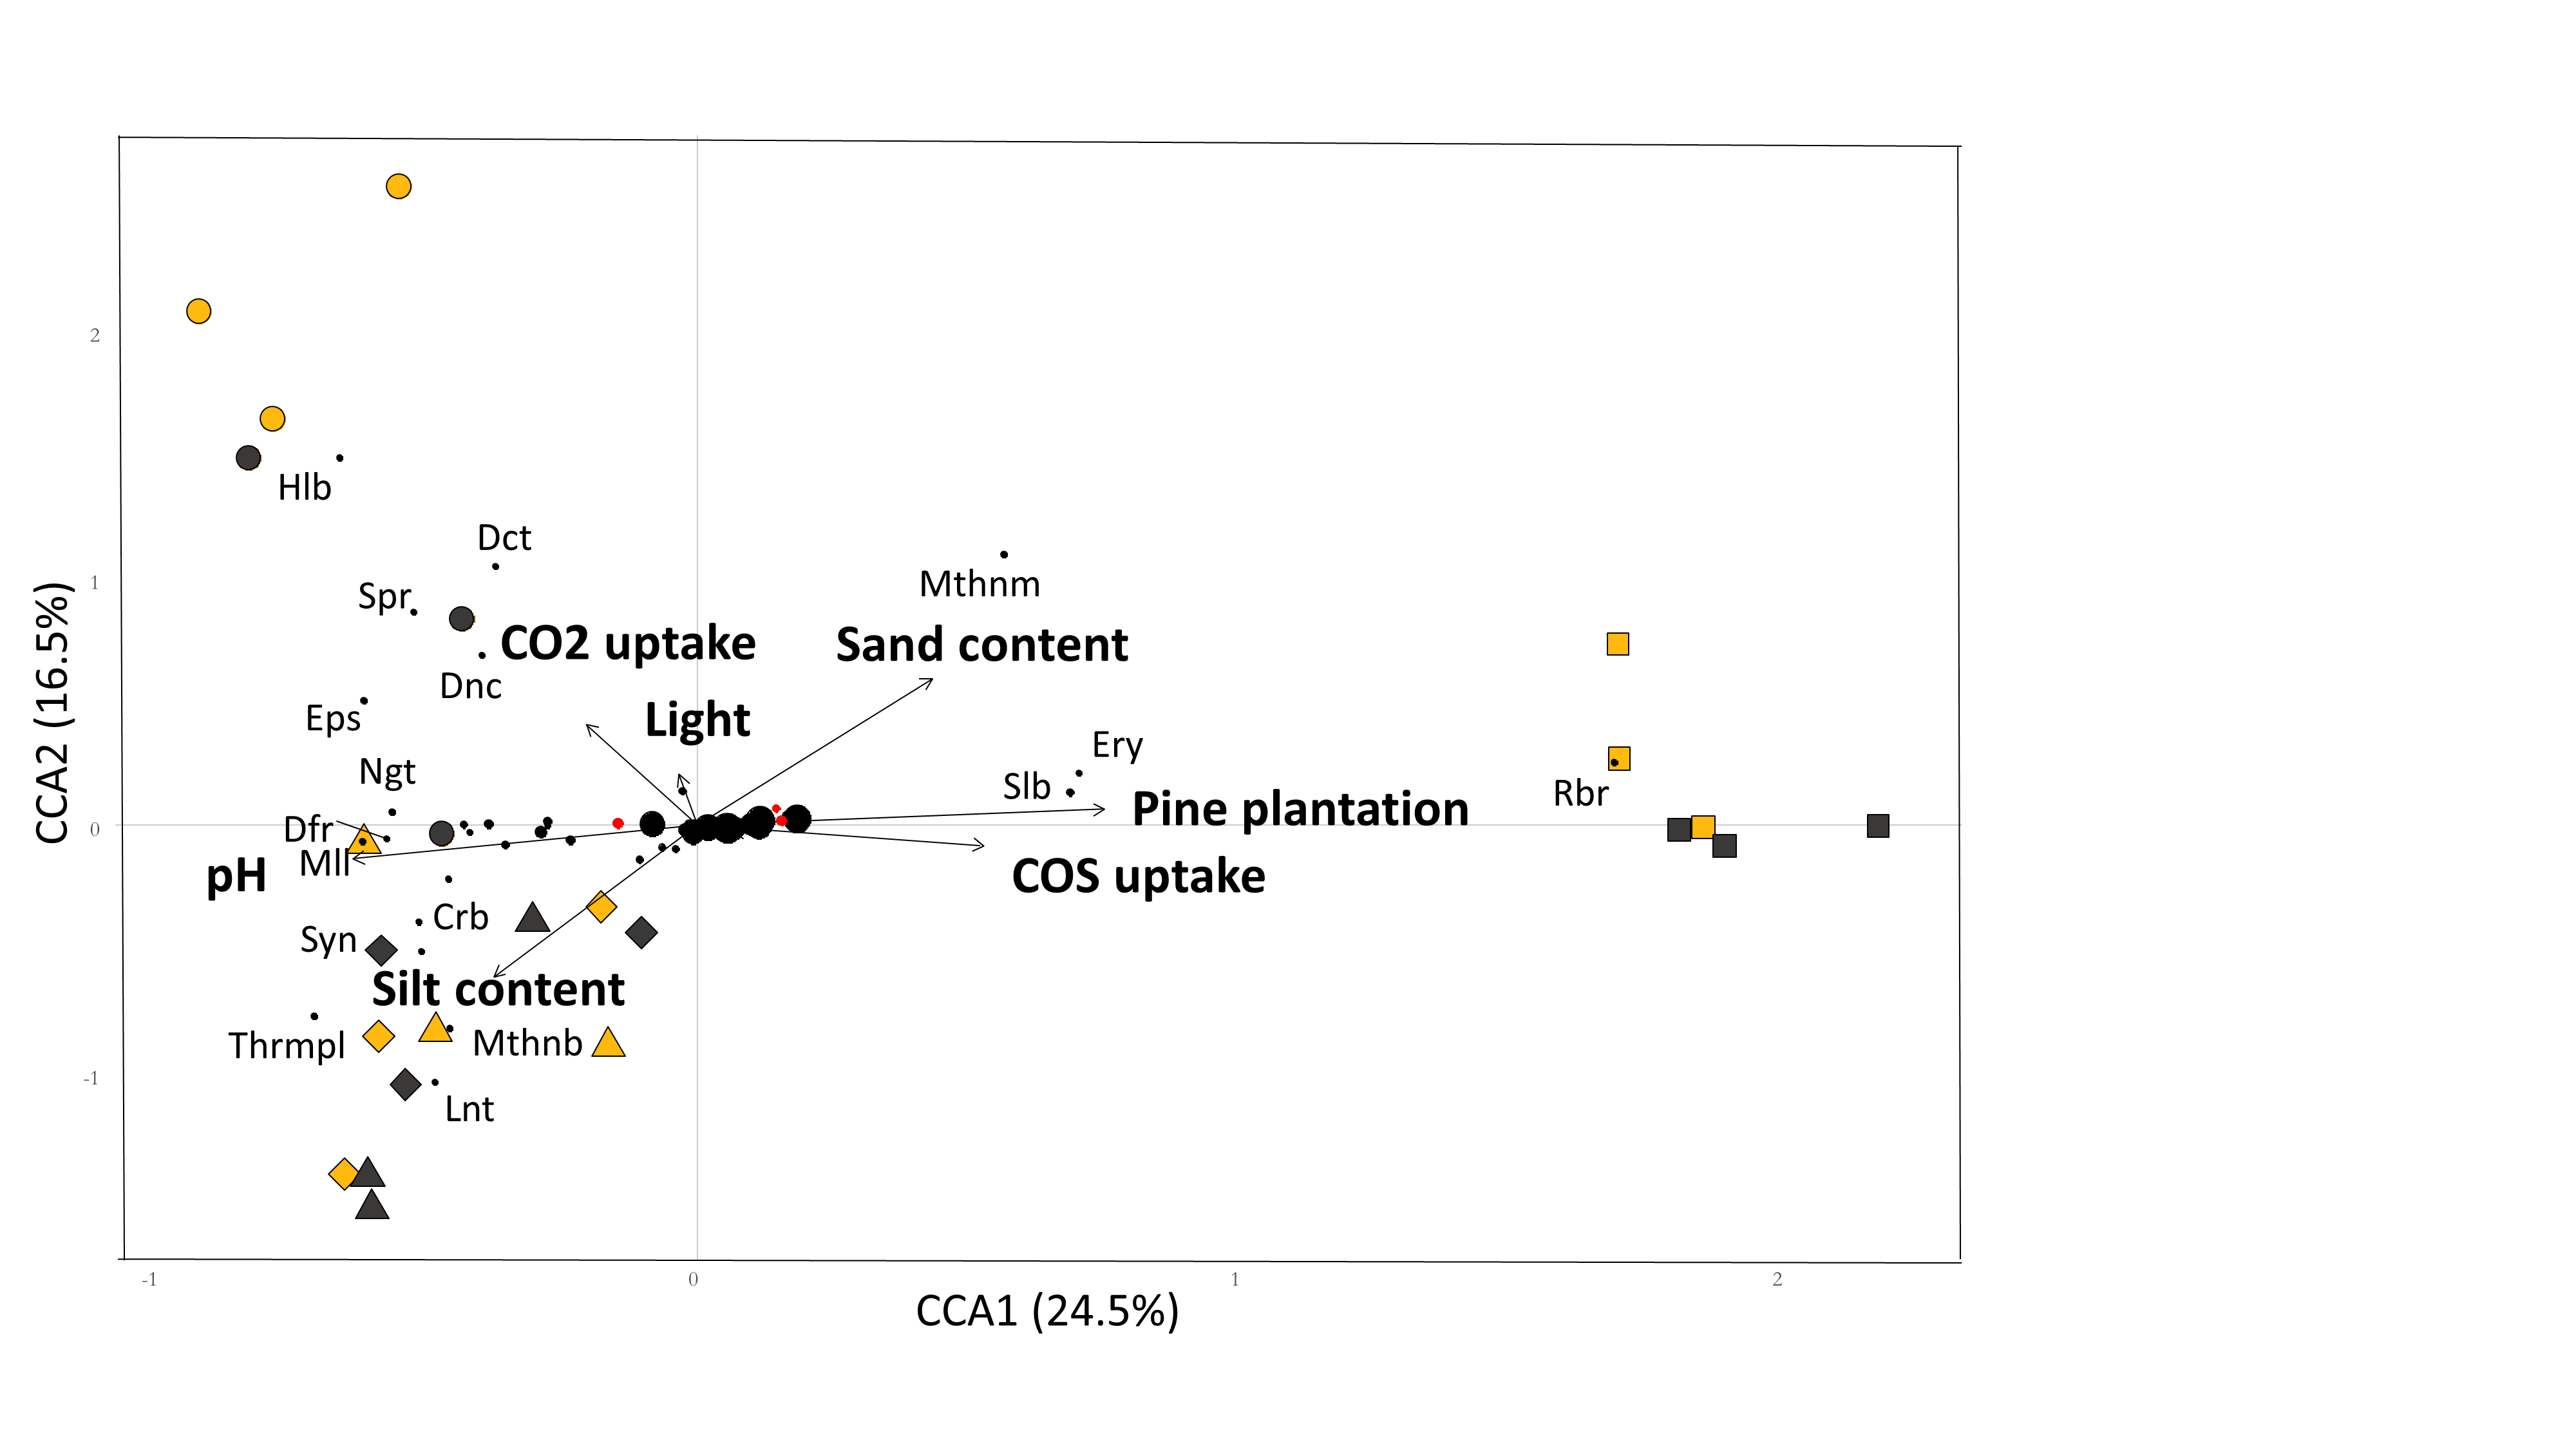 2
Hlb
Dct
1
Mthnm
Spr
CO2 uptake
Sand content
Dnc
Eps
Light
Ery
Ngt
Slb
Rbr
Pine plantation
0
Dfr
Mll
pH
COS uptake
Crb
Syn
Silt content
Thrmpl
Mthnb
-1
Lnt
CCA2 (16.5%)
-1
0
1
2
CCA1 (24.5%)